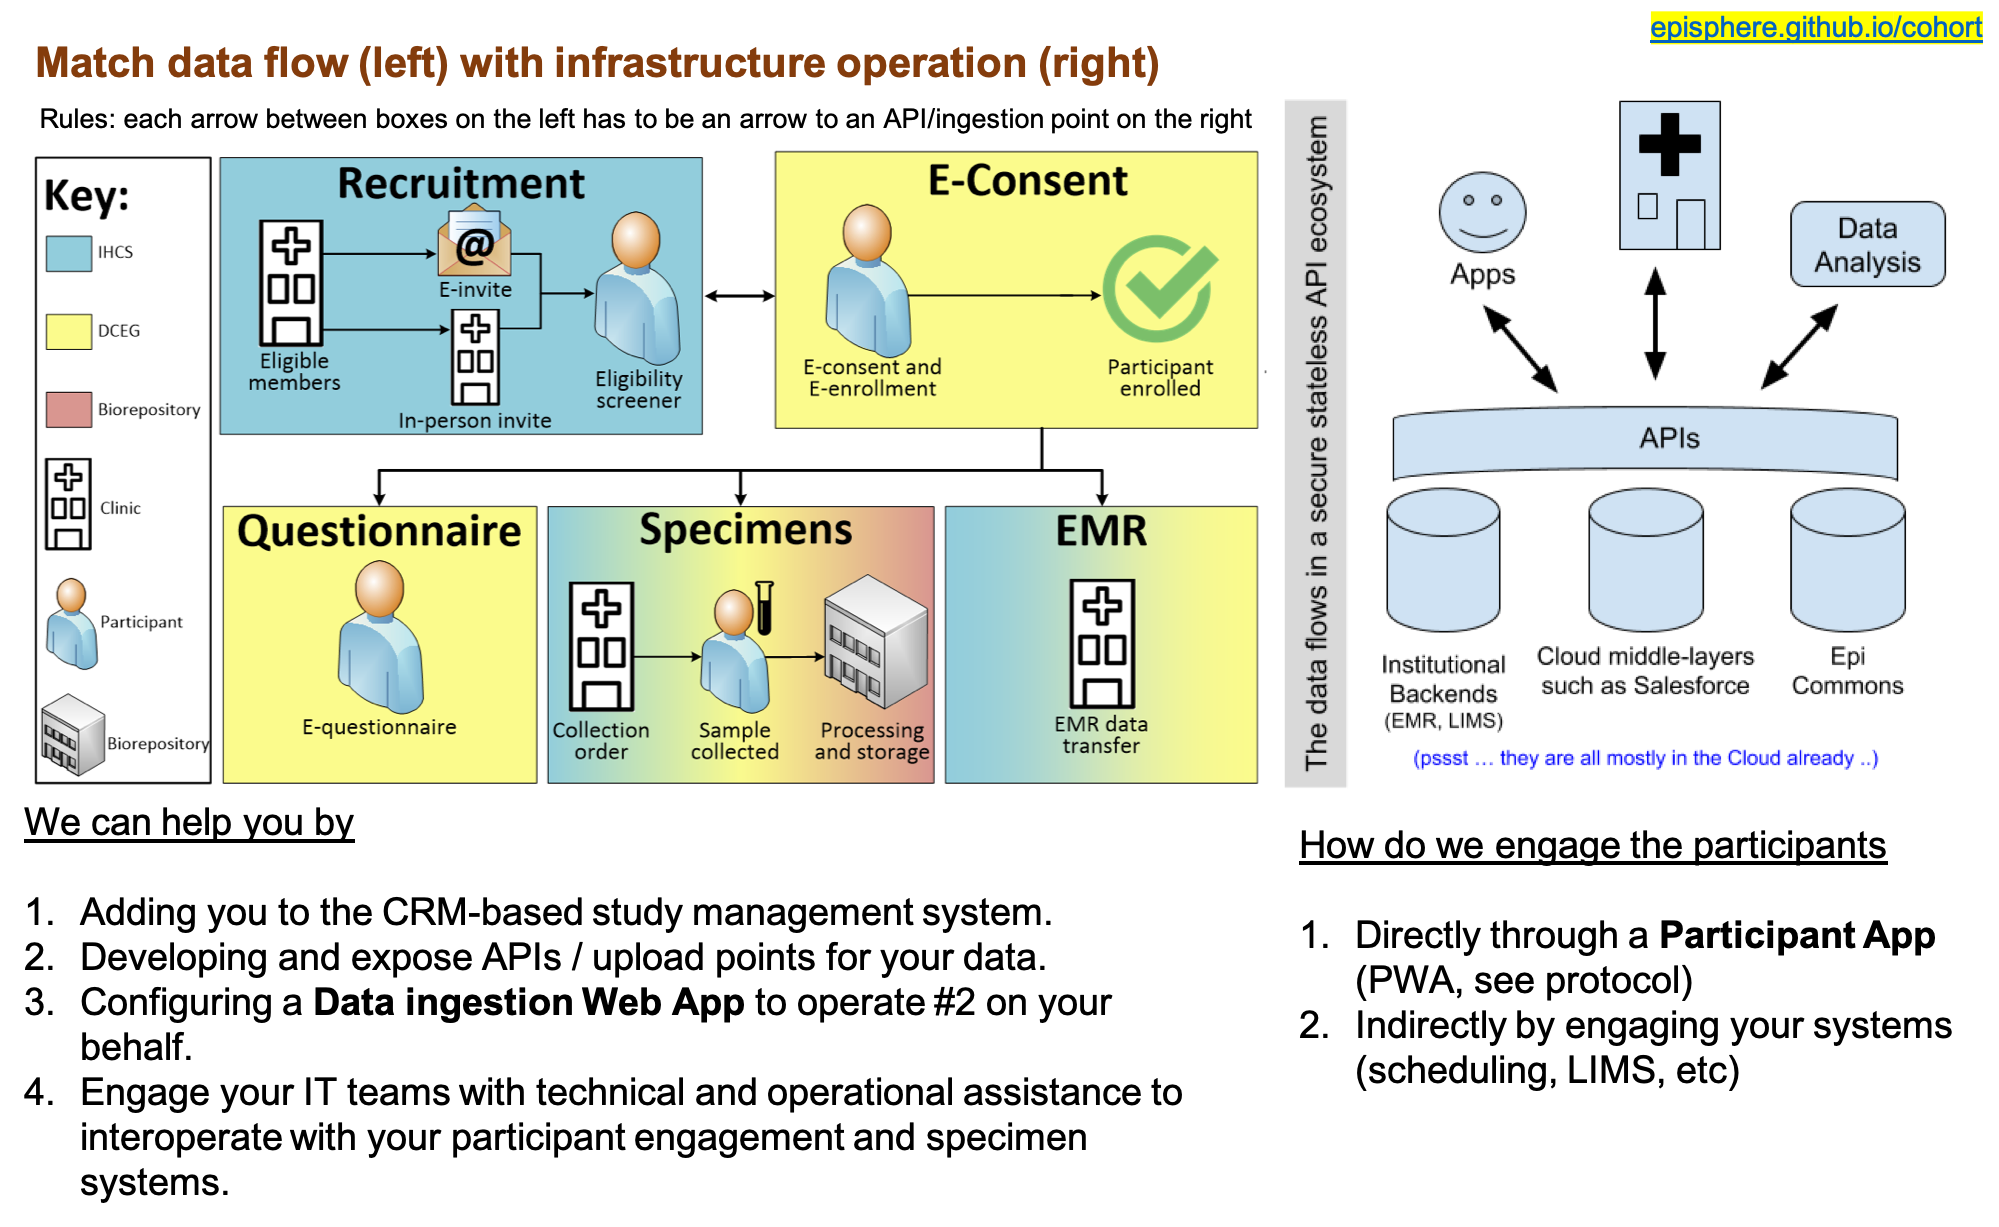 episphere.github.io/cohort
Match data flow (left) with infrastructure operation (right)
Rules: each arrow between boxes on the left has to be an arrow to an API/ingestion point on the right
Key:
IHCS
DCEG
Biorepository
Clinic
Participant
Biorepository
Recruitment
@
E-invite
Eligible
members
In-person invite
Eligibility
screener
E-Consent
E-consent and
E-enrollment
Participant
enrolled
Questionnaire
E-questionnaire
Specimens
Collection
order
Sample
collected
Processing
and storage
EMR
EMR data
transfer
The data flows in a secure stateless API ecosystem
Apps
Data
Analysis
APIs
Institutional
Backends
(EMR, LIMS)
Cloud middle-layers
such as Salesforce
Epi
Commons
(pssst ... they are all mostly in the Cloud already ..)
We can help you by
1. Adding you to the CRM-based study management system.
2. Developing and expose APIs / upload points for your data.
3. Configuring a Data ingestion Web App to operate #2 on your
behalf.
4. Engage your IT teams with technical and operational assistance to
interoperate with your participant engagement and specimen
systems.
How do we engage the participants
1. Directly through a Participant App
(PWA, see protocol)
2. Indirectly by engaging your systems
(scheduling, LIMS, etc)